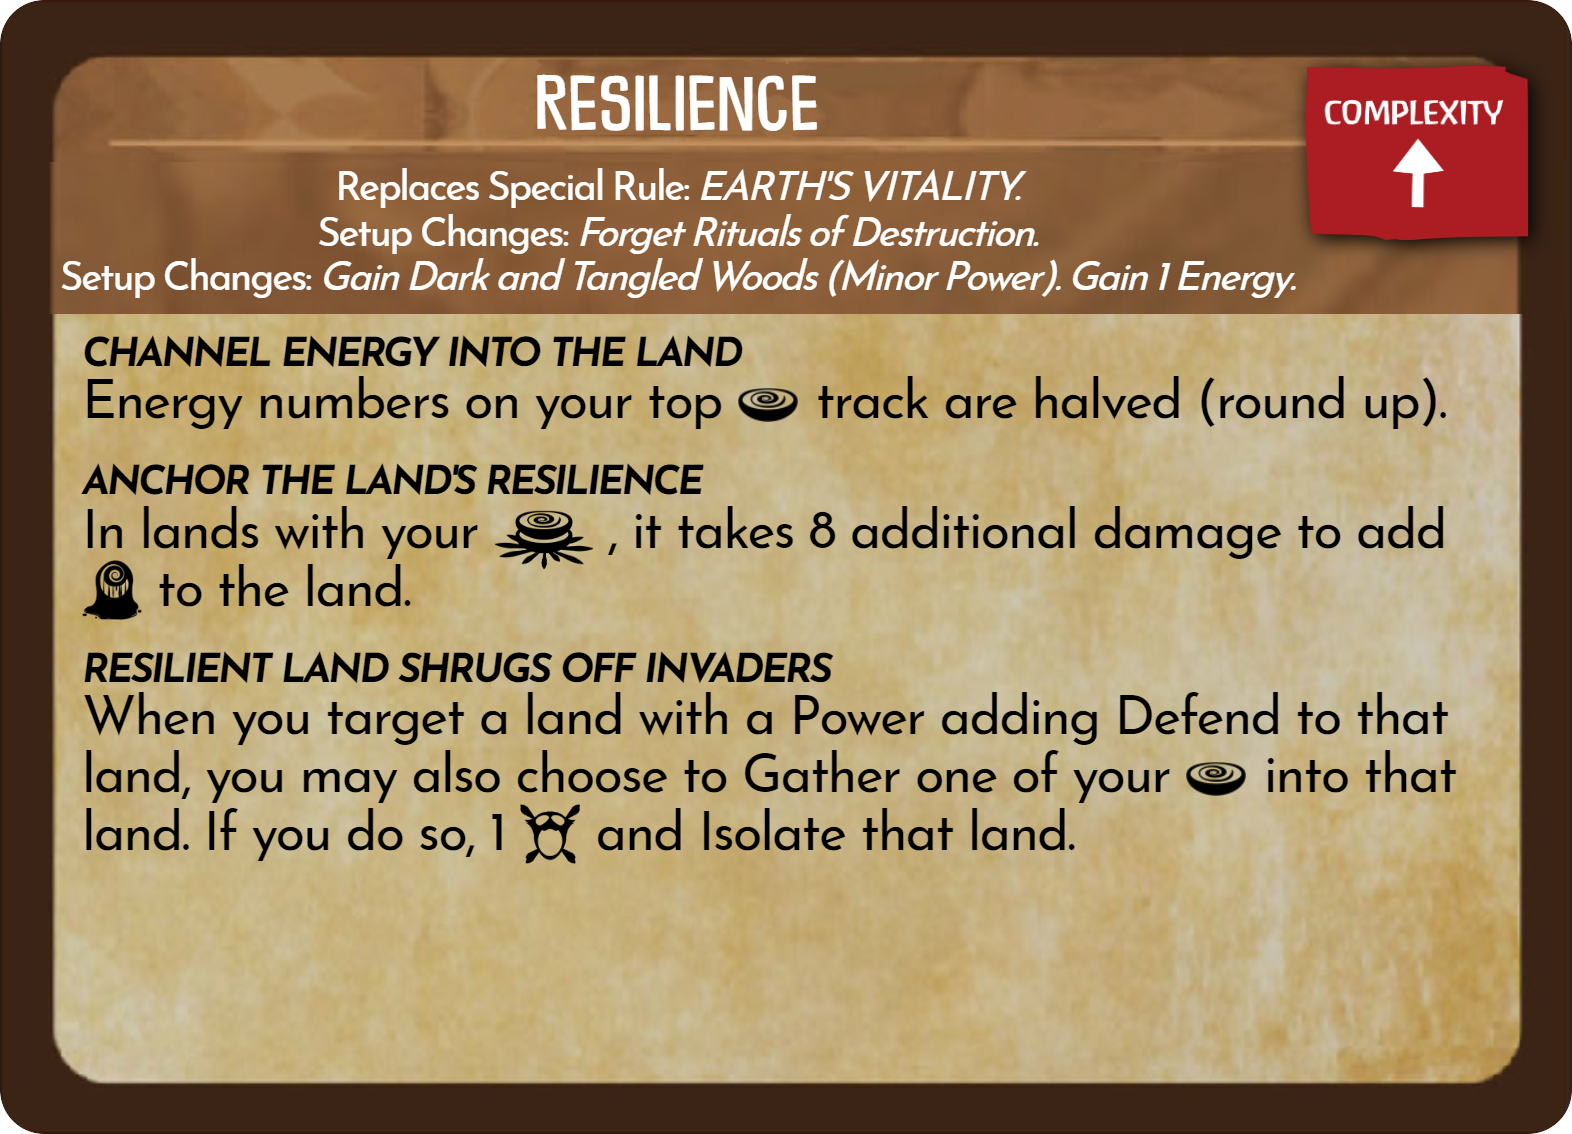 RESILIENCE
COMPLEXITY
Replaces Special Rule: EARTH'S VITALITY.
Setup Changes: Forget Rituals of Destruction.
Setup Changes: Gain Dark and Tangled Woods (Minor Power). Gain 1 Energy.
CHANNEL ENERGY INTO THE LAND
Energy numbers on your top track are halved (round up).
ANCHOR THE LAND'S RESILIENCE
In lands with your , it takes 8 additional damage to add
to the land.
RESILIENT LAND SHRUGS OFF INVADERS
When you target a land with a Power adding Defend to that
land, you may also choose to Gather one of your into that
land. If you do so, 1 and Isolate that land.